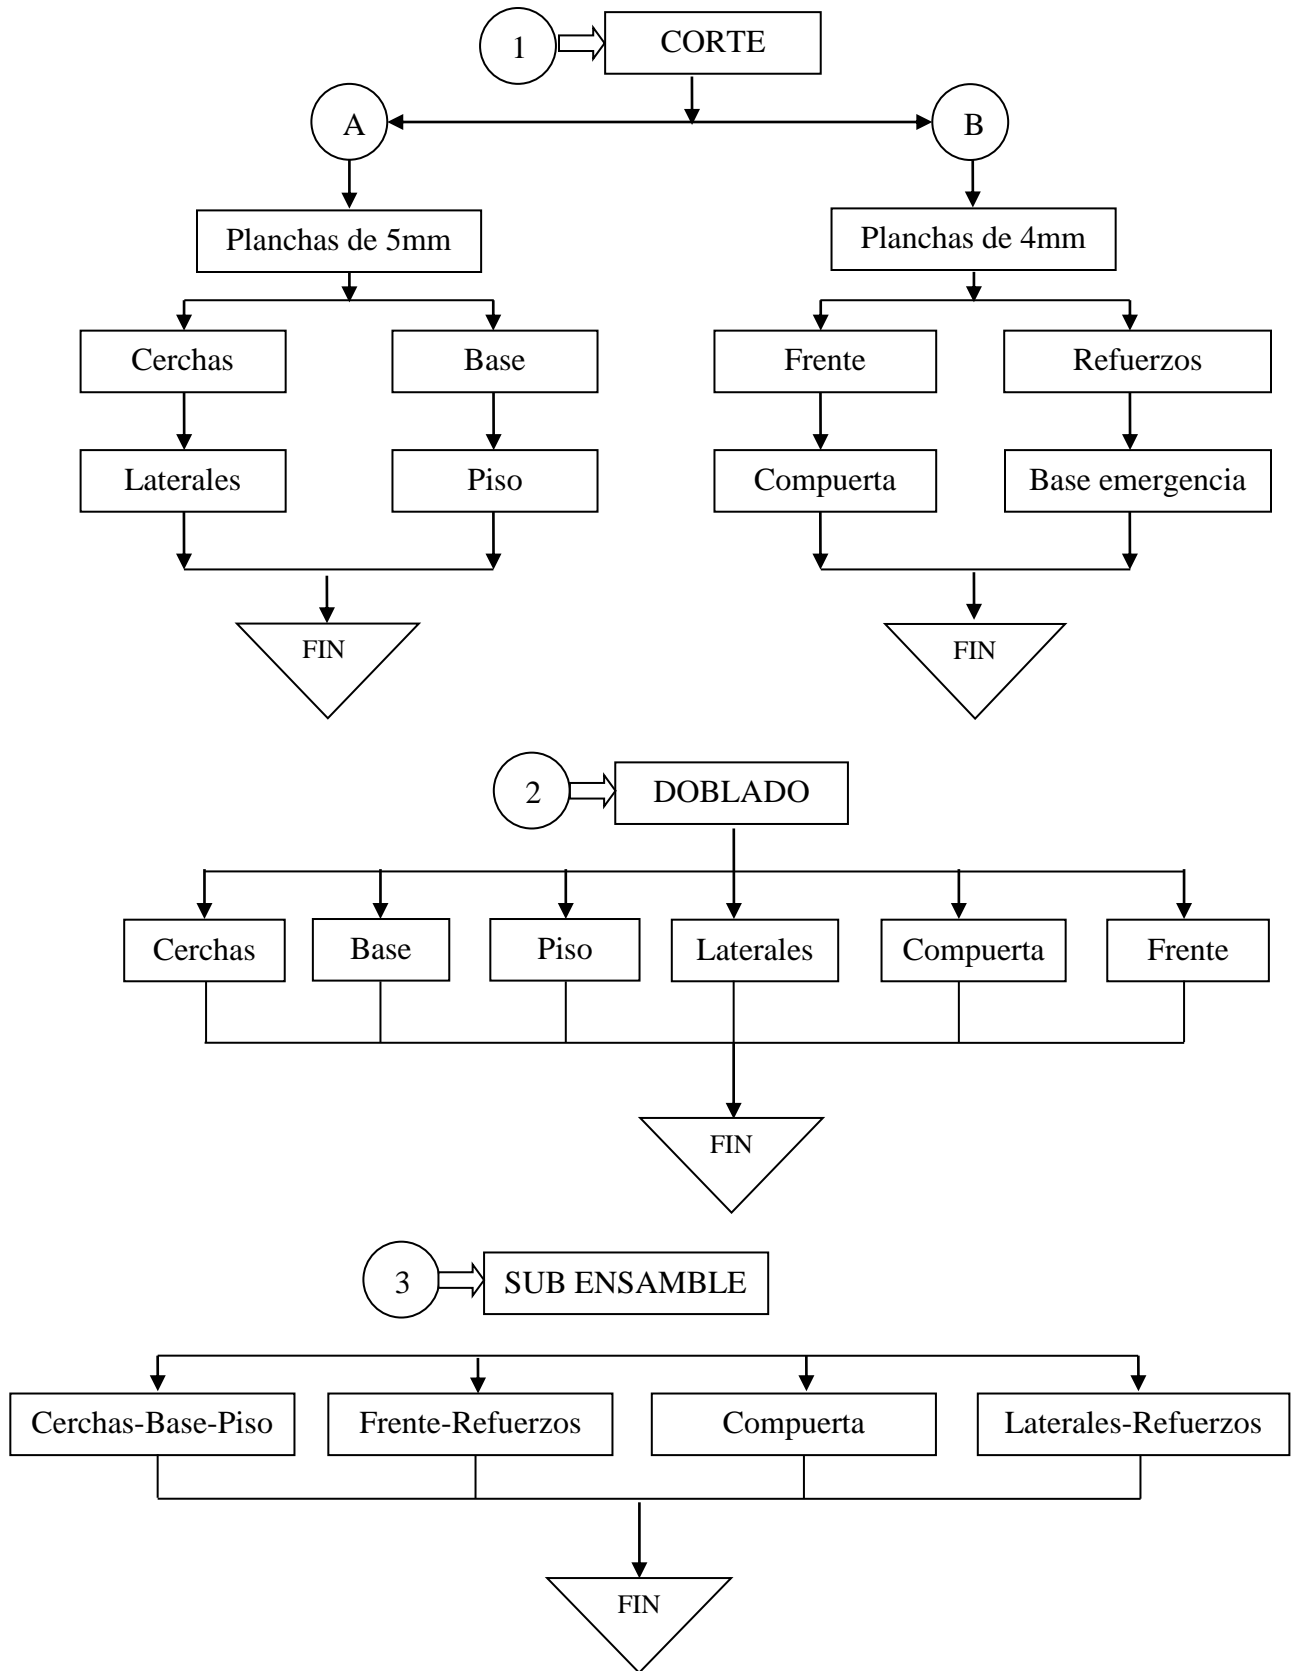 1
CORTE
A
B
Planchas de 5mm
Planchas de 4mm
Cerchas
Base
Frente
Refuerzos
Laterales
Piso
Compuerta
Base emergencia
FIN
FIN
2
DOBLADO
Cerchas
Base
Piso
Laterales
Compuerta
Frente
FIN
3
SUB ENSAMBLE
Cerchas-Base-Piso
Frente-Refuerzos
Compuerta
Laterales-Refuerzos
FIN